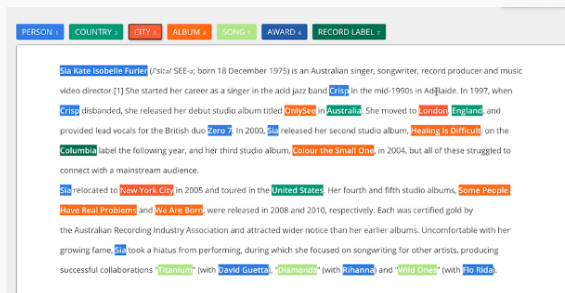 PERSON 1 COUNTRY 2 CITY 3 ALBUM 4 SONG 5 AWARD 6 RECORD LABEL 7
Sia Kate Isobelle Furler (/ˈsiːə/ SEE-ə; born 18 December 1975) is an Australian singer, songwriter, record producer and music
video director.[1] She started her career as a singer in the acid jazz band Crisp in the mid-1990s in Adelaide. In 1997, when
Crisp disbanded, she released her debut studio album titled OnlySee in Australia. She moved to London, England, and
provided lead vocals for the British duo Zero 7. In 2000, Sia released her second studio album, Healing Is Difficult, on the
Columbia label the following year, and her third studio album, Colour the Small One, in 2004, but all of these struggled to
connect with a mainstream audience.
Sia relocated to New York City in 2005 and toured in the United States. Her fourth and fifth studio albums, Some People
Have Real Problems and We Are Born, were released in 2008 and 2010, respectively. Each was certified gold by
the Australian Recording Industry Association and attracted wider notice than her earlier albums. Uncomfortable with her
growing fame, Sia took a hiatus from performing, during which she focused on songwriting for other artists, producing
successful collaborations "Titanium" (with David Guetta), "Diamonds" (with Rihanna) and "Wild Ones" (with Flo Rida).